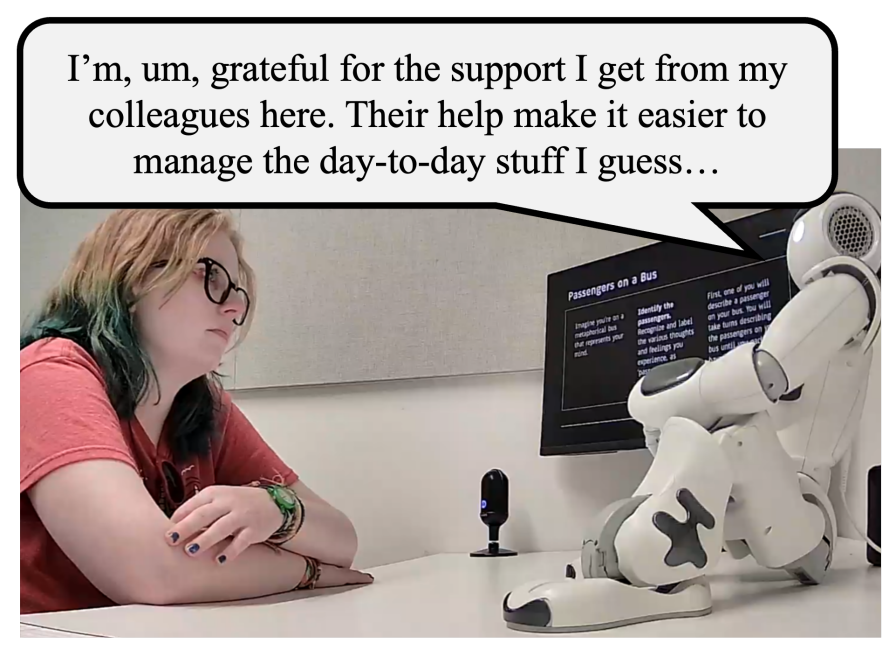 I’m, um, grateful for the support I get from my
colleagues here. Their help make it easier to
manage the day-to-day stuff I guess…
Passengers on a Bus
Imagine you're on a
metaphorical bus
that represents your
mind.
Identify the
passengers.
Recognize and label
the various thoughts
and feelings you
experience, as
First, one of you will
describe a passenger
on your bus. You will
take turns describing
the passengers on
bus until